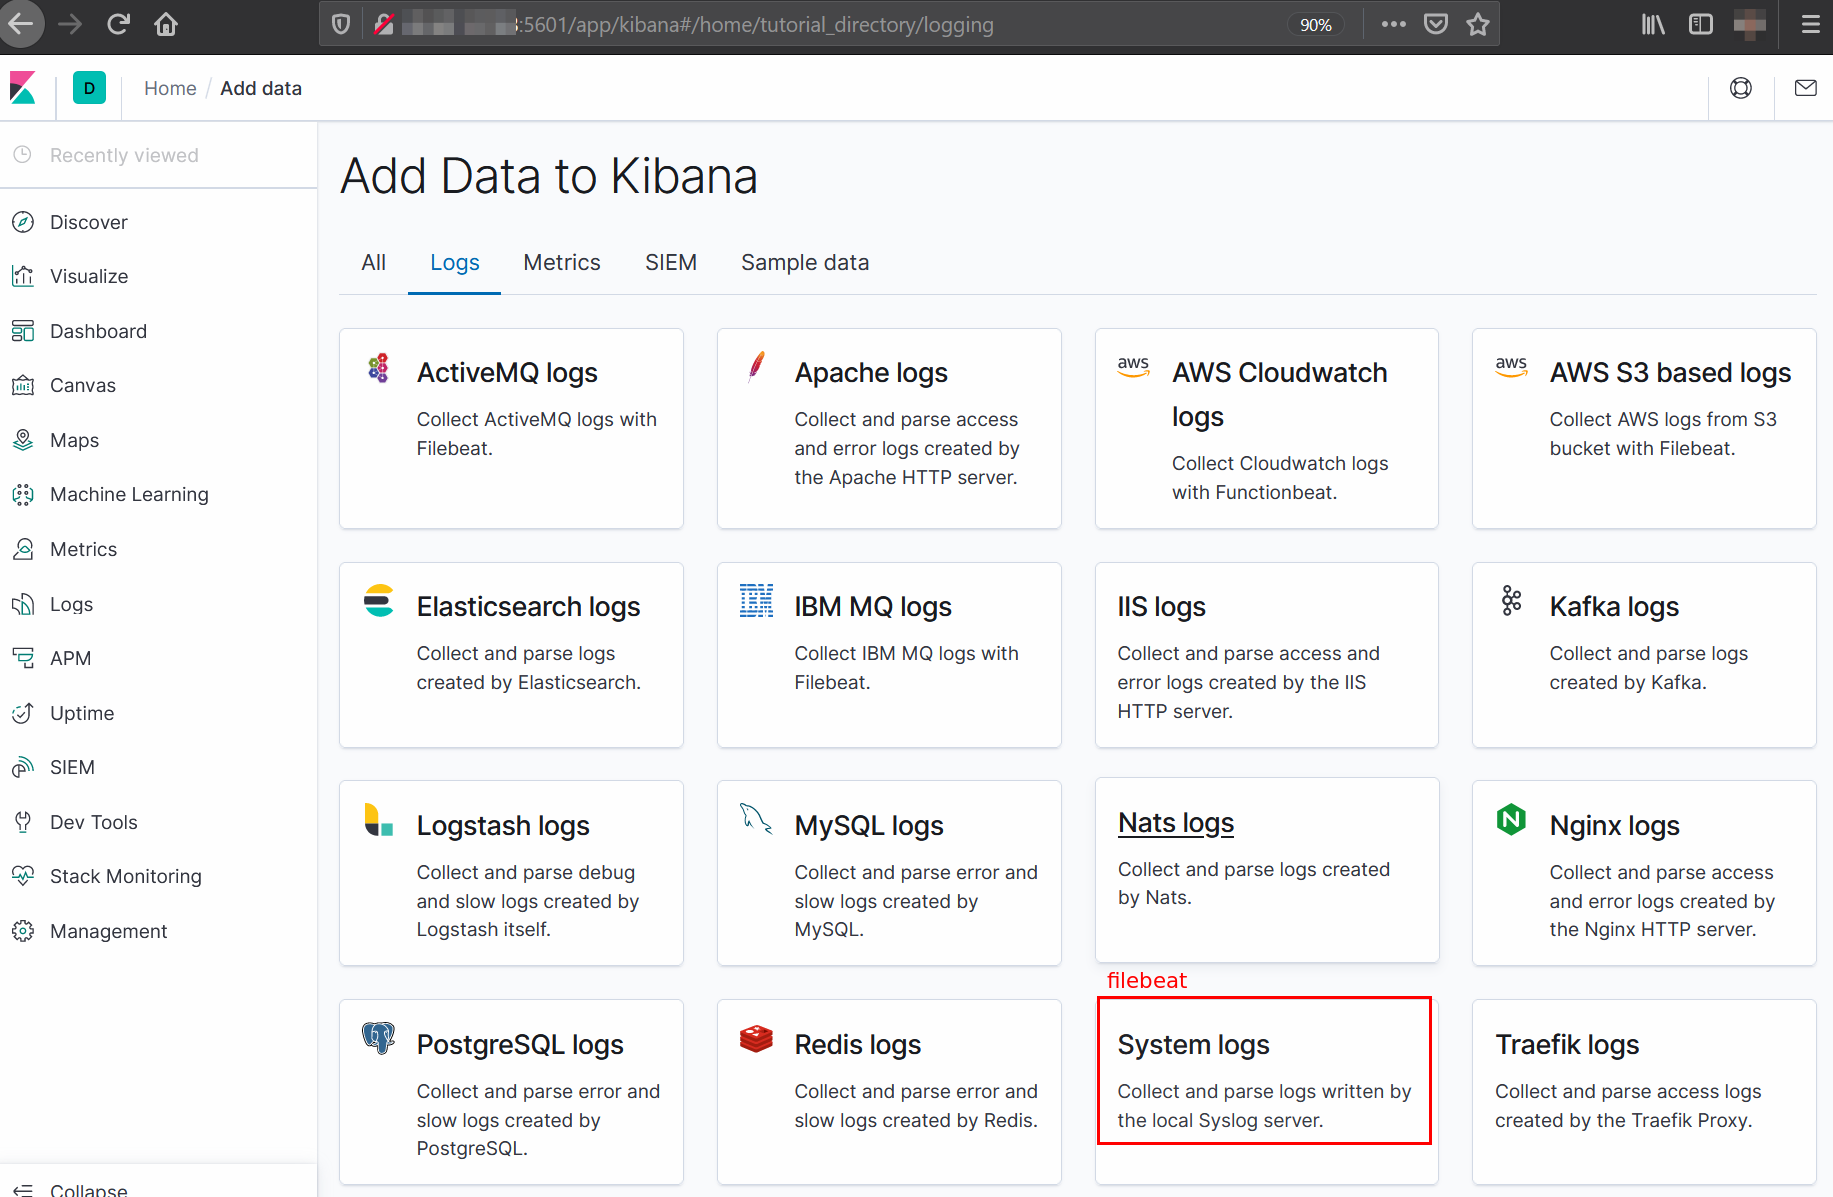 :5601/app/kibana#/home/tutorial_directory/logging
90%
D
Home / Add data
Recently viewed
Discover
Visualize
Dashboard
Canvas
Maps
Machine Learning
Metrics
Logs
APM
Uptime
SIEM
Dev Tools
Stack Monitoring
Management
Collapse
Add Data to Kibana
All
Logs
Metrics
SIEM
Sample data
ActiveMQ logs
Collect ActiveMQ logs with
Filebeat.
Apache logs
Collect and parse access
and error logs created by
the Apache HTTP server.
aws
AWS Cloudwatch
logs
Collect Cloudwatch logs
with Functionbeat.
aws
AWS S3 based logs
Collect AWS logs from S3
bucket with Filebeat.
Elasticsearch logs
Collect and parse logs
created by Elasticsearch.
IBM
IBM MQ logs
Collect IBM MQ logs with
Filebeat.
IIS logs
Collect and parse access and
error logs created by the IIS
HTTP server.
Kafka logs
Collect and parse logs
created by Kafka.
Logstash logs
Collect and parse debug
and slow logs created by
Logstash itself.
MySQL logs
Collect and parse error and
slow logs created by
MySQL.
Nats logs
Collect and parse logs created
by Nats.
N
Nginx logs
Collect and parse access
and error logs created by
the Nginx HTTP server.
PostgreSQL logs
Collect and parse error and
slow logs created by
PostgreSQL.
Redis logs
Collect and parse error and
slow logs created by Redis.
filebeat
System logs
Collect and parse logs written by
the local Syslog server.
Traefik logs
Collect and parse access logs
created by the Traefik Proxy.